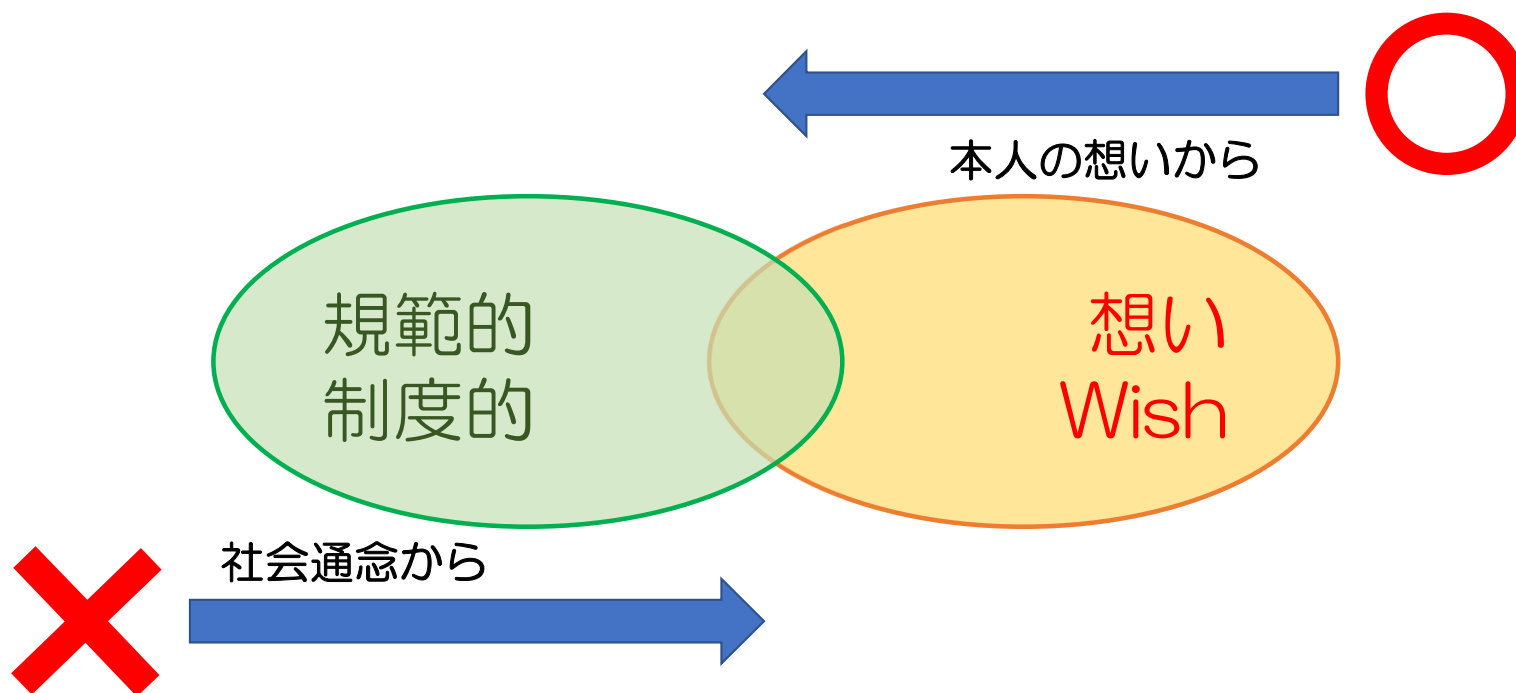 本人の想いから
規範的
制度的
想い
Wish
社会通念から